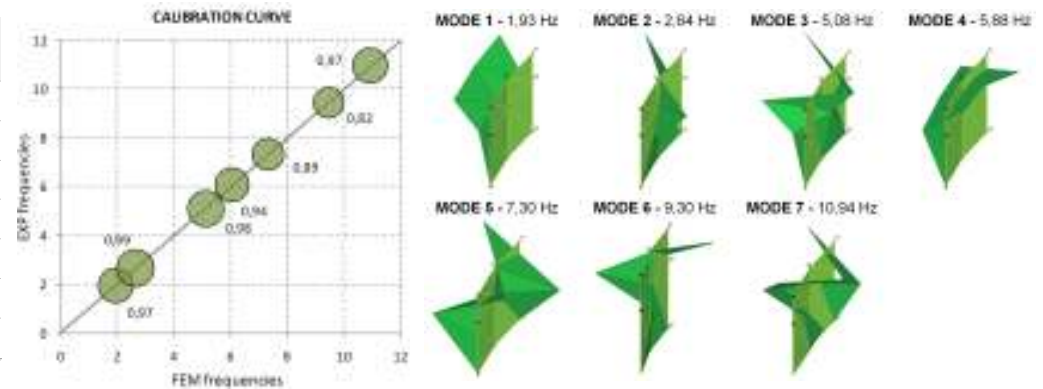 CALIBRATION CURVE
12
10
8
6
4
2
0
0 2 4 6 8 10 12
EXP frequencies
FEM frequencies
0,82
0,89
0,94
0,96
0,99
0,97
MODE 1 - 1,93 Hz
MODE 2 - 2,64 Hz
MODE 3 - 5,08 Hz
MODE 4 - 5,88 Hz
MODE 5 - 7,30 Hz
MODE 6 - 9,30 Hz
MODE 7 - 10,94 Hz